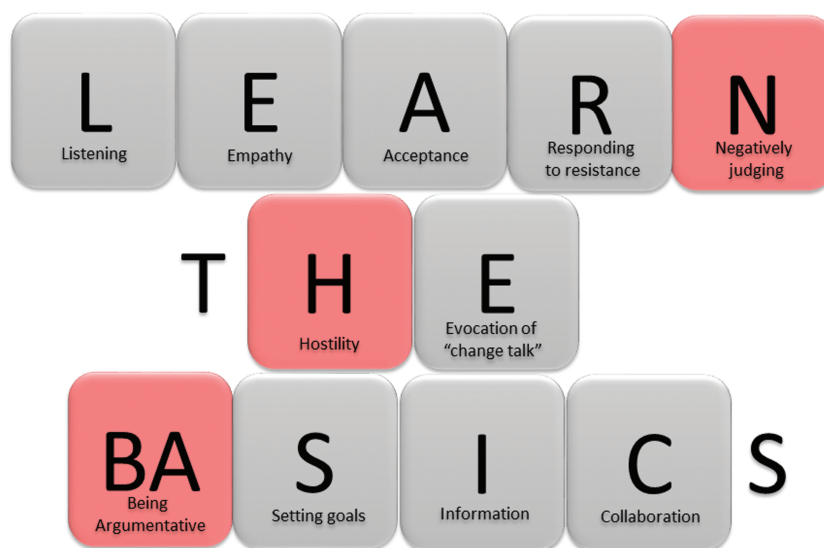 L E A R N
Listening Empathy Acceptance Responding to resistance Negatively judging
T H E
Hostility Evocation of “change talk”
BA S I C S
Being Argumentative Setting goals Information Collaboration